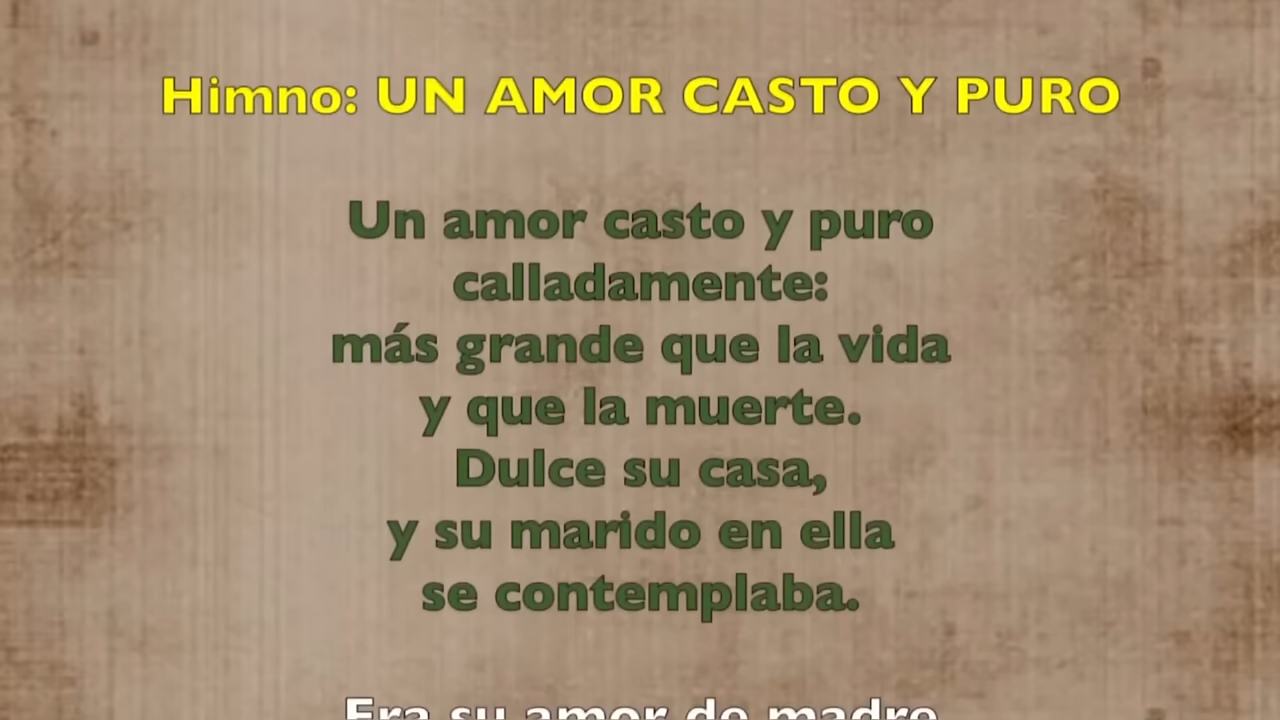 Himno: UN AMOR CASTO Y PURO
Un amor casto y puro
calladamente:
más grande que la vida
y que la muerte.
Dulce su casa,
y su marido en ella
se contemplaba.
Era su amor de madre